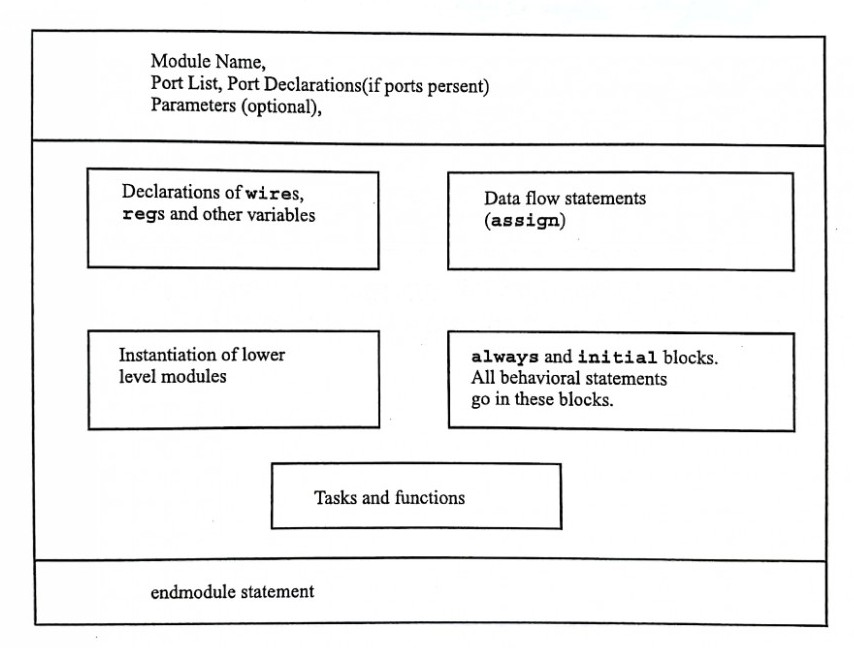 Module Name,
Port List, Port Declarations(if ports persent)
Parameters (optional),
Declarations of wires,
regs and other variables
Data flow statements
(assign)
Instantiation of lower
level modules
always and initial blocks.
All behavioral statements
go in these blocks.
Tasks and functions
endmodule statement